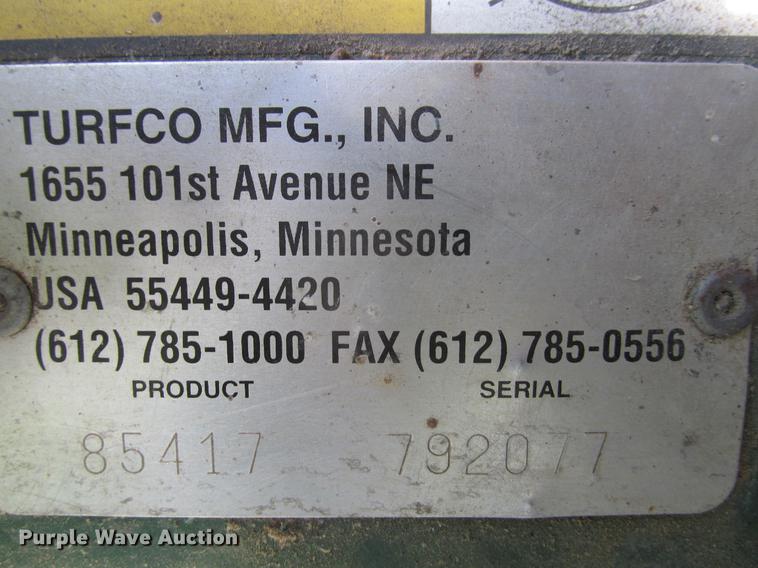 TURFCO MFG., INC.
1655 101st Avenue NE
Minneapolis, Minnesota
USA 55449-4420
(612) 785-1000 FAX (612) 785-0556
PRODUCT SERIAL
85417 792077
Purple Wave Auction